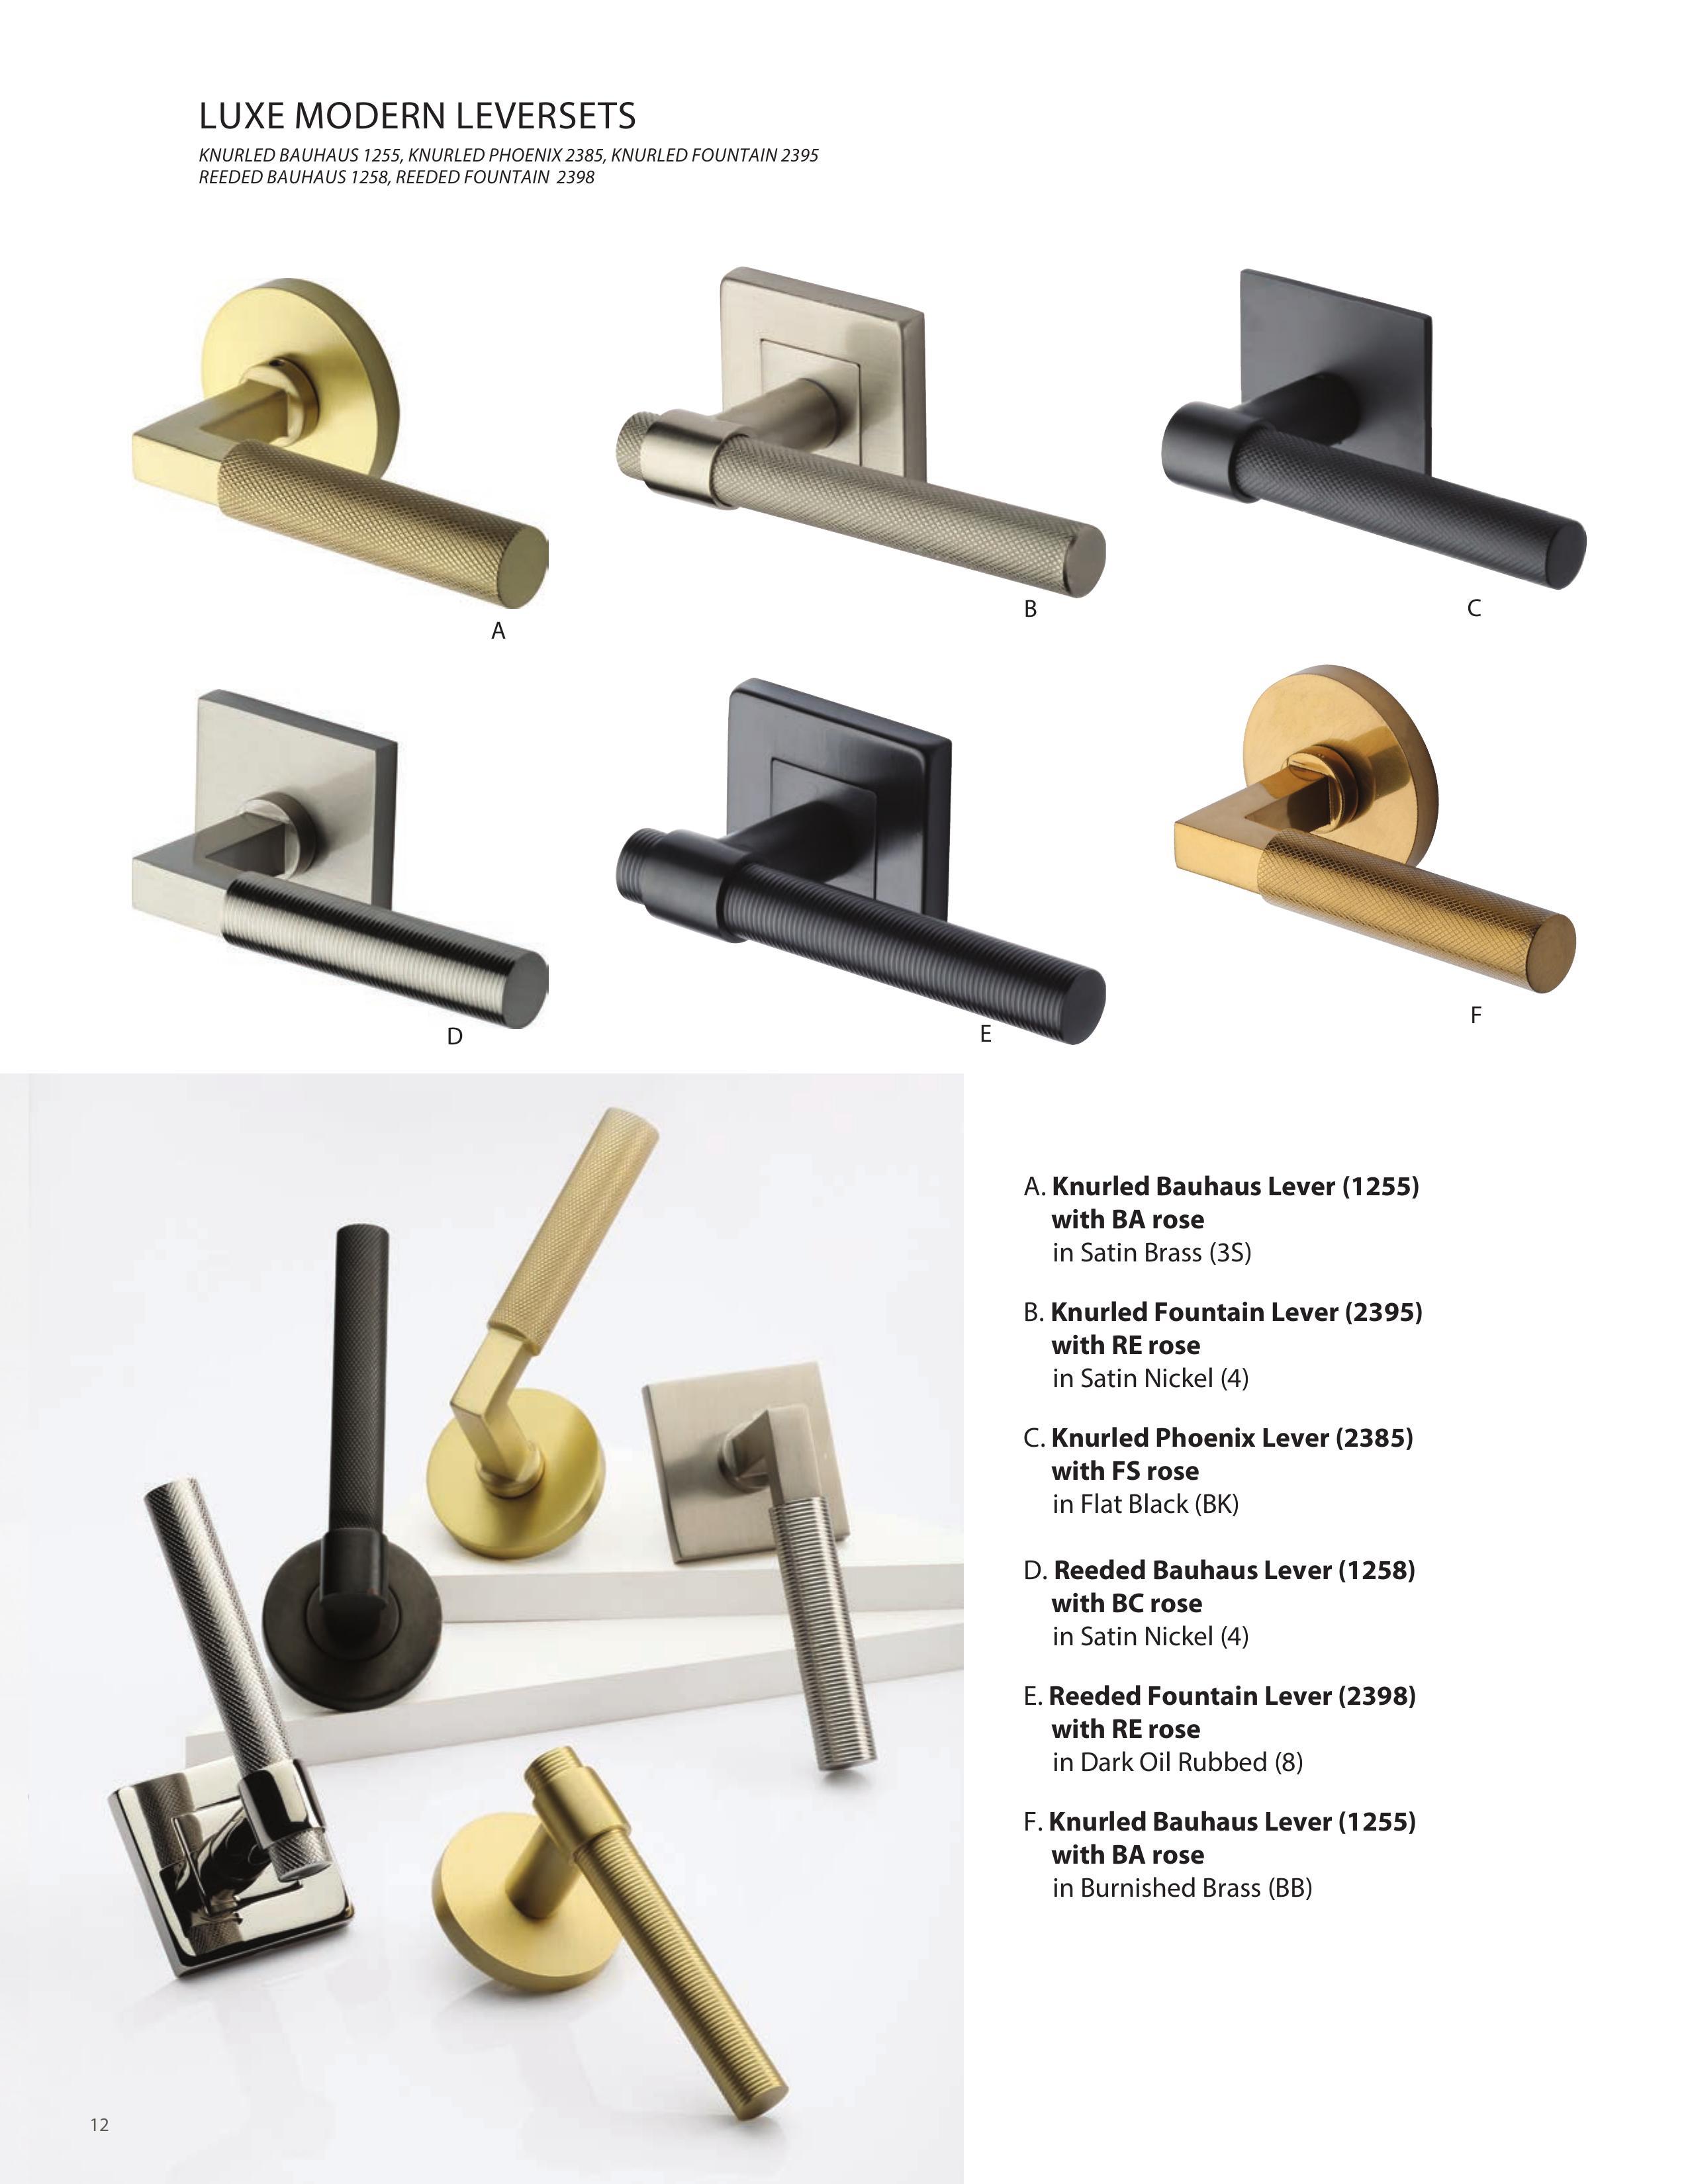 LUXE MODERN LEVERSETS
KNURLED BAUHAUS 1255, KNURLED PHOENIX 2385, KNURLED FOUNTAIN 2395
REEDED BAUHAUS 1258, REEDED FOUNTAIN 2398
A
B
C
D
E
F
A. Knurled Bauhaus Lever (1255)
with BA rose
in Satin Brass (3S)
B. Knurled Fountain Lever (2395)
with RE rose
in Satin Nickel (4)
C. Knurled Phoenix Lever (2385)
with FS rose
in Flat Black (BK)
D. Reeded Bauhaus Lever (1258)
with BC rose
in Satin Nickel (4)
E. Reeded Fountain Lever (2398)
with RE rose
in Dark Oil Rubbed (8)
F. Knurled Bauhaus Lever (1255)
with BA rose
in Burnished Brass (BB)
12